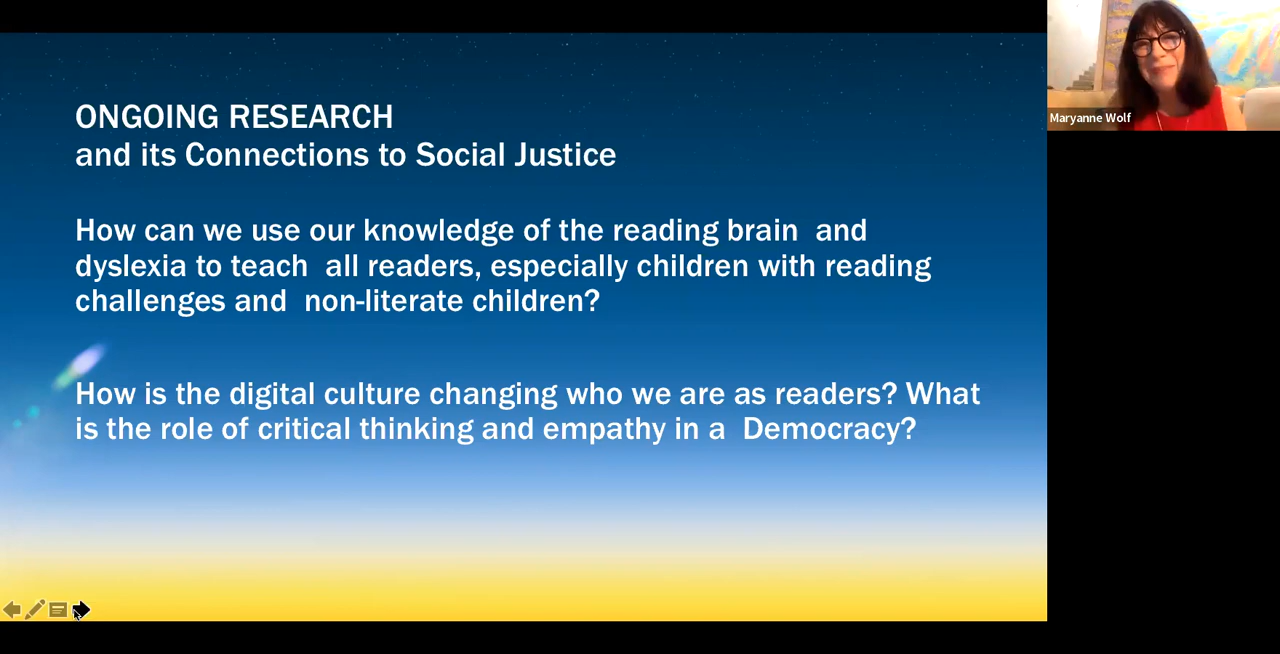 ONGOING RESEARCH
and its Connections to Social Justice
How can we use our knowledge of the reading brain  and
dyslexia to teach  all readers, especially children with reading
challenges and  non-literate children?
How is the digital culture changing who we are as readers? What
is the role of critical thinking and empathy in a  Democracy?
Maryanne Wolf